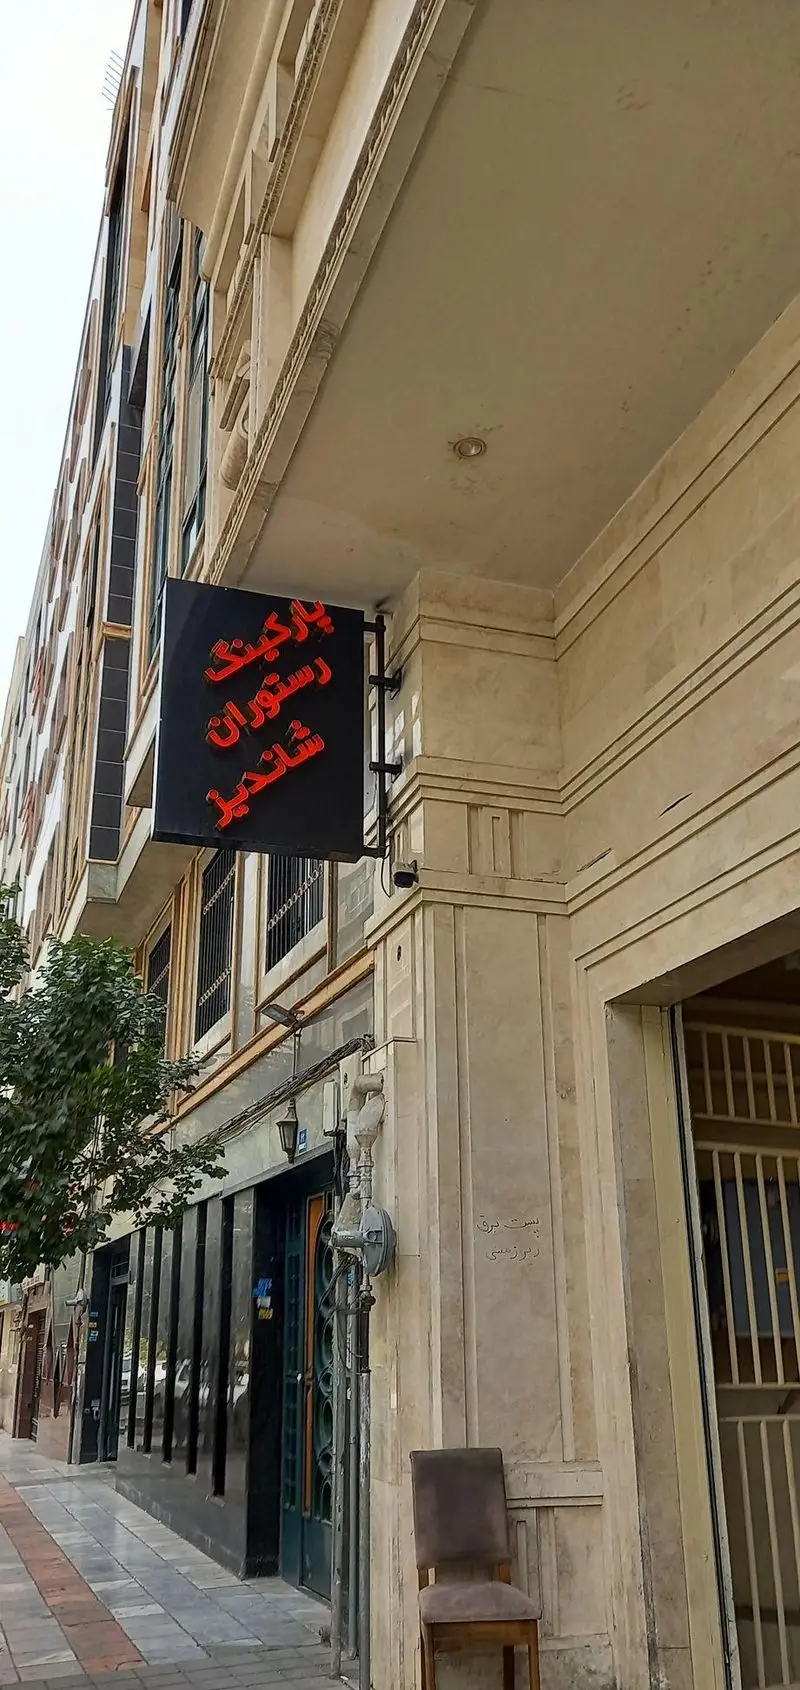 پارکینگ
رستوران
شاندیز
پست برق
زیرزمینی